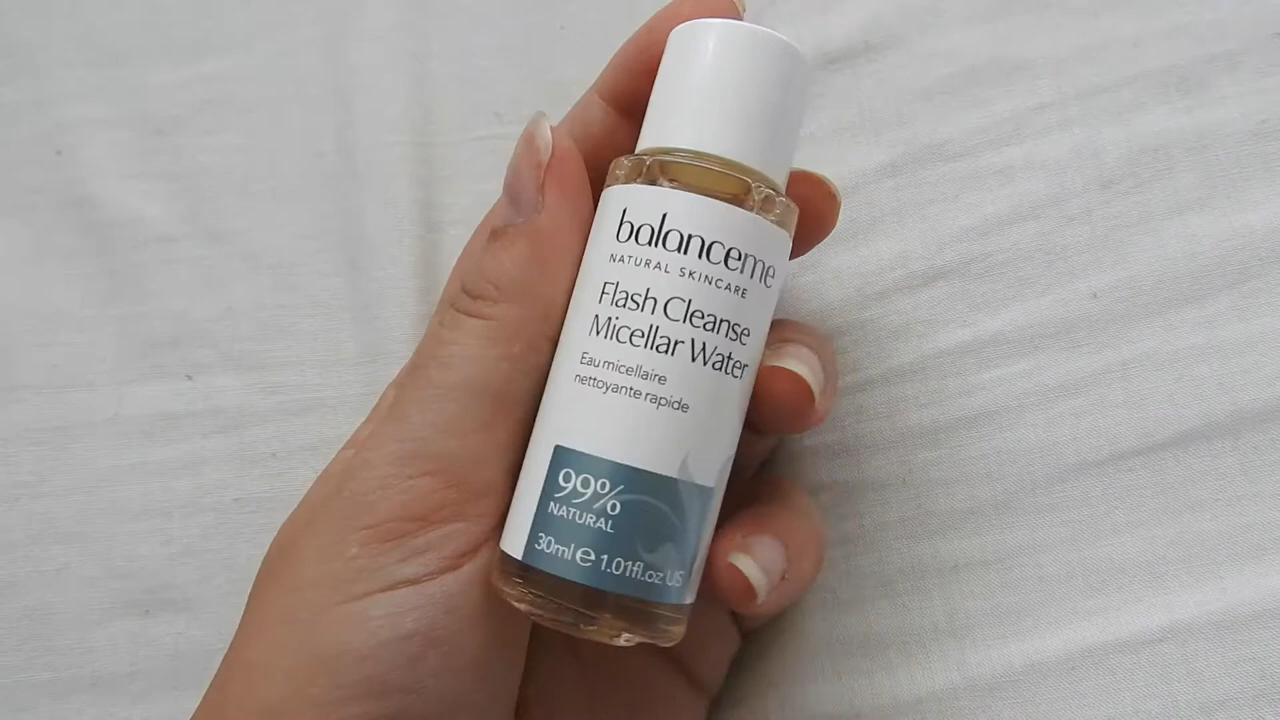 balanceme
NATURAL SKINCARE
Flash Cleanse
Micellar Water
Eau micellaire
nettoyante rapide
99%
NATURAL
30ml ℮ 1.01fl.oz US